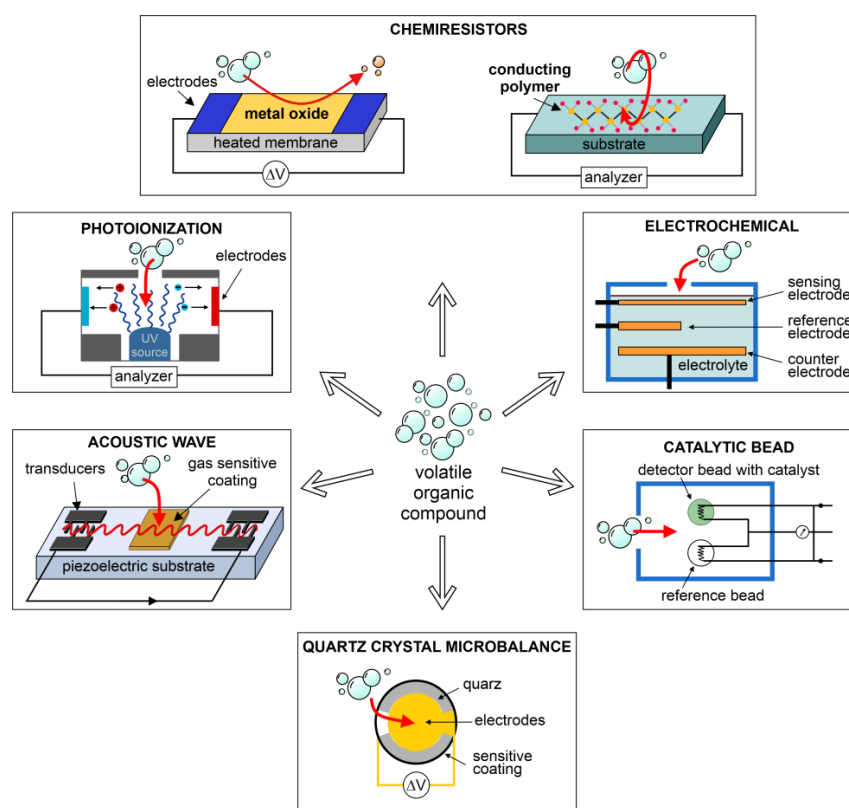 CHEMIRESISTORS
electrodes
metal oxide
heated membrane
ΔV
conducting
polymer
substrate
analyzer
PHOTOIONIZATION
electrodes
UV
source
analyzer
ELECTROCHEMICAL
sensing
electrode
reference
electrode
counter
electrode
electrolyte
volatile
organic
compound
ACOUSTIC WAVE
transducers
gas sensitive
coating
piezoelectric substrate
CATALYTIC BEAD
detector bead with catalyst
reference bead
QUARTZ CRYSTAL MICROBALANCE
quartz
electrodes
sensitive
coating
ΔV